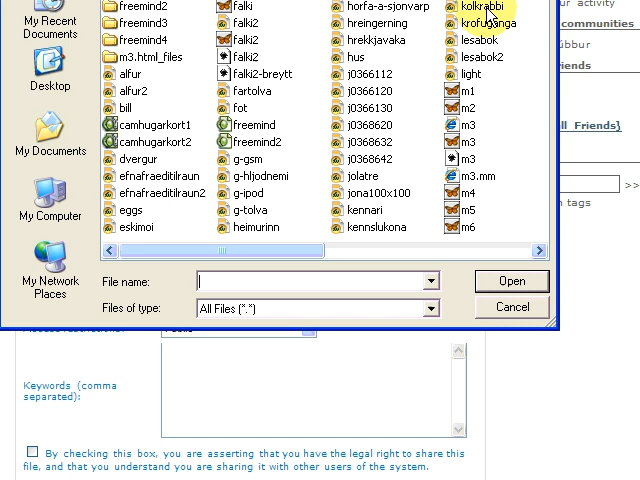 My Recent
Documents
Desktop
My Documents
My Computer
My Network
Places
freemind2
freemind3
freemind4
m3.html_files
alfur
alfur2
bill
camhugarkort1
camhugarkort2
dvergur
efnafraeditilraun
efnafraeditilraun2
eggs
eskimoi
falki
falki2
falki2
falki2-breytt
fartolva
fot
freemind
freemind2
g-gsm
g-hljodnemi
g-ipod
g-tolva
heimurinn
horfa-a-sjonvarp
hreingerning
hrekkjavaka
hus
j0366112
j0366120
j0366130
j0368620
j0368632
j0368642
jolatre
jona100x100
kennari
kennslukona
kolkrabbi
krofuganga
lesabok
lesabok2
light
m1
m2
m3
m3
m3
m3.mm
m4
m5
m6
File name:
Open
Files of type:
All Files (*.*)
Cancel
ur activity
communities
úbbur
iends
ll Friends}
>>
n tags
Keywords (comma
separated):
By checking this box, you are asserting that you have the legal right to share this
file, and that you understand you are sharing it with other users of the system.